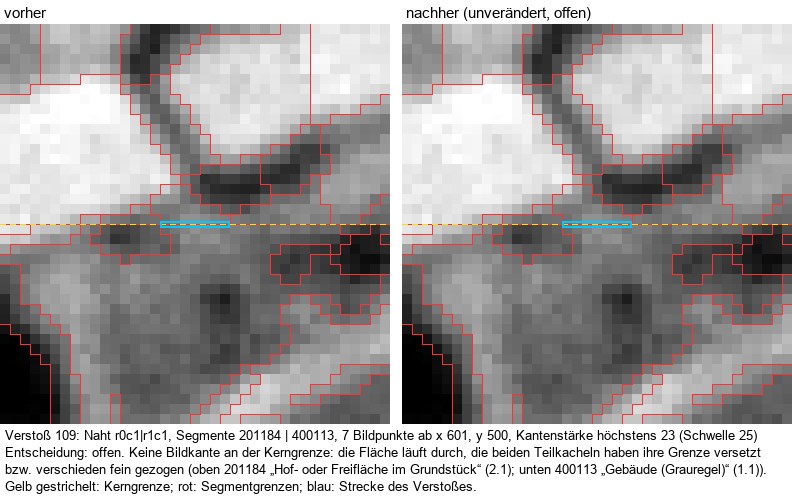 vorher
nachher (unverändert, offen)
Verstoß 109: Naht r0c1|r1c1, Segmente 201184 | 400113, 7 Bildpunkte ab x 601, y 500, Kantenstärke höchstens 23 (Schwelle 25)
Entscheidung: offen. Keine Bildkante an der Kerngrenze: die Fläche läuft durch, die beiden Teilkacheln haben ihre Grenze versetzt
bzw. verschieden fein gezogen (oben 201184 „Hof- oder Freifläche im Grundstück“ (2.1); unten 400113 „Gebäude (Grauregel)“ (1.1)).
Gelb gestrichelt: Kerngrenze; rot: Segmentgrenzen; blau: Strecke des Verstoßes.